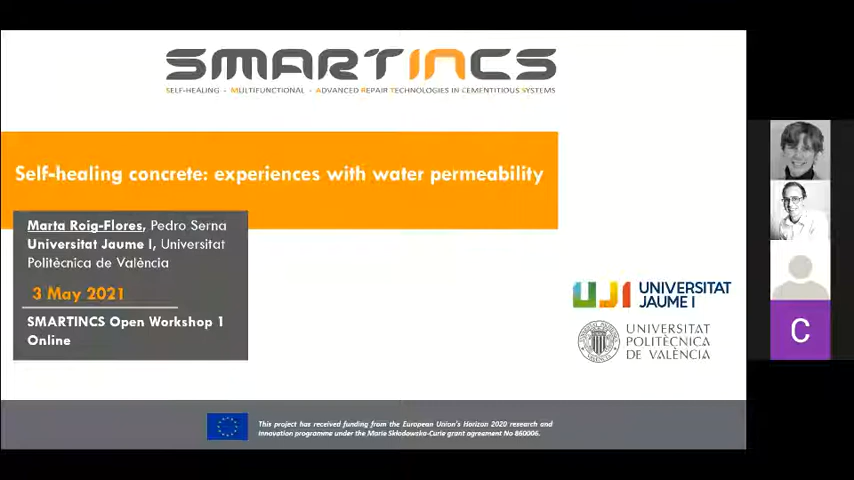 SMARTINCS
SELF-HEALING - MULTIFUNCTIONAL - ADVANCED REPAIR TECHNOLOGIES IN CEMENTITIOUS SYSTEMS
Self-healing concrete: experiences with water permeability
Marta Roig-Flores, Pedro Serna
Universitat Jaume I, Universitat
Politècnica de València
3 May 2021
SMARTINCS Open Workshop 1
Online
UJI UNIVERSITAT
JAUME I
UNIVERSITAT
POLITÈCNICA
DE VALÈNCIA
C
This project has received funding from the European Union's Horizon 2020 research and
innovation programme under the Marie Skłodowska-Curie grant agreement No 860006.